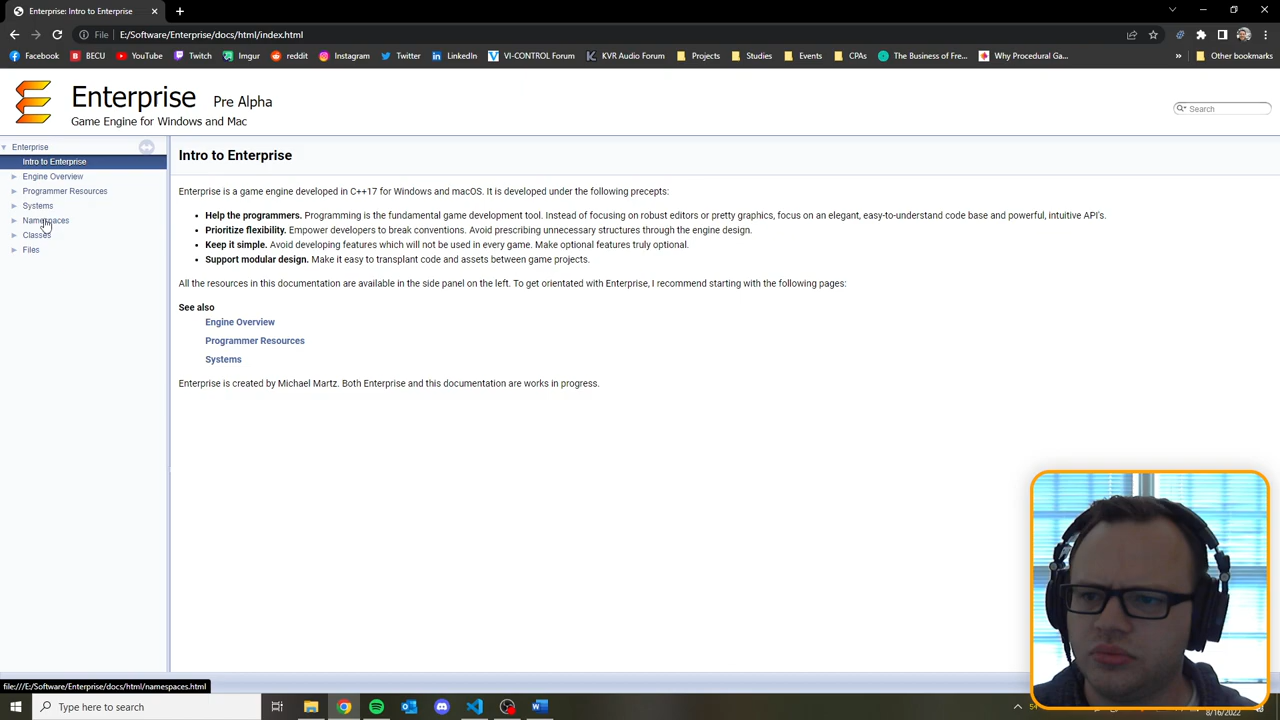 Enterprise: Intro to Enterprise
File
E:/Software/Enterprise/docs/html/index.html
Facebook
BECU
YouTube
Twitch
Imgur
reddit
Instagram
Twitter
LinkedIn
VI-CONTROL Forum
KVR Audio Forum
Projects
Studies
Events
CPAs
The Business of Fre...
Why Procedural Ga...
Other bookmarks
Enterprise Pre Alpha
Game Engine for Windows and Mac
Search
Enterprise
Intro to Enterprise
Engine Overview
Programmer Resources
Systems
Namespaces
Classes
Files
Intro to Enterprise
Enterprise is a game engine developed in C++17 for Windows and macOS. It is developed under the following precepts:
Help the programmers. Programming is the fundamental game development tool. Instead of focusing on robust editors or pretty graphics, focus on an elegant, easy-to-understand code base and powerful, intuitive API's.
Prioritize flexibility. Empower developers to break conventions. Avoid prescribing unnecessary structures through the engine design.
Keep it simple. Avoid developing features which will not be used in every game. Make optional features truly optional.
Support modular design. Make it easy to transplant code and assets between game projects.
All the resources in this documentation are available in the side panel on the left. To get orientated with Enterprise, I recommend starting with the following pages:
See also
Engine Overview
Programmer Resources
Systems
Enterprise is created by Michael Martz. Both Enterprise and this documentation are works in progress.
file:///E:/Software/Enterprise/docs/html/namespaces.html
Type here to search
8/16/2022